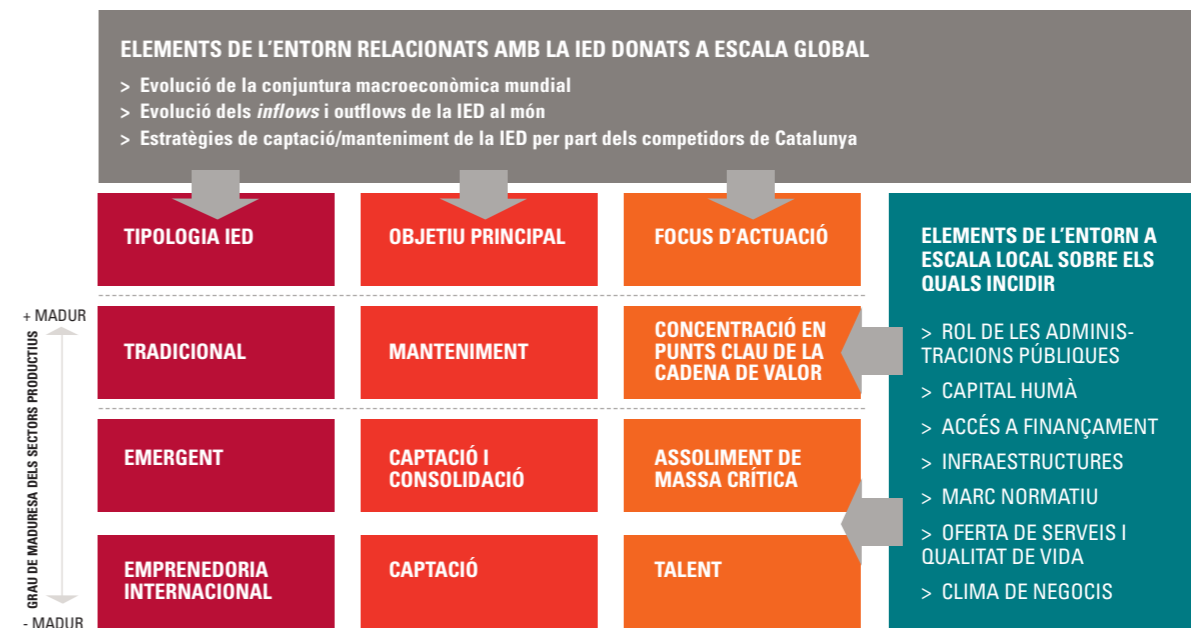 ELEMENTS DE L'ENTORN RELACIONATS AMB LA IED DONATS A ESCALA GLOBAL
> Evolució de la conjuntura macroeconòmica mundial
> Evolució dels inflows i outflows de la IED al món
> Estratègies de captació/manteniment de la IED per part dels competidors de Catalunya
TIPOLOGIA IED
OBJETIU PRINCIPAL
FOCUS D'ACTUACIÓ
+ MADUR
GRAU DE MADURESA DELS SECTORS PRODUCTIUS
- MADUR
TRADICIONAL
MANTENIMENT
CONCENTRACIÓ EN
PUNTS CLAU DE LA
CADENA DE VALOR
EMERGENT
CAPTACIÓ I
CONSOLIDACIÓ
ASSOLIMENT DE
MASSA CRÍTICA
EMPRENEDORIA
INTERNACIONAL
CAPTACIÓ
TALENT
ELEMENTS DE L'ENTORN A
ESCALA LOCAL SOBRE ELS
QUALS INCIDIR
> ROL DE LES ADMINIS-
TRACIONS PÚBLIQUES
> CAPITAL HUMÀ
> ACCÉS A FINANÇAMENT
> INFRAESTRUCTURES
> MARC NORMATIU
> OFERTA DE SERVEIS I
QUALITAT DE VIDA
> CLIMA DE NEGOCIS